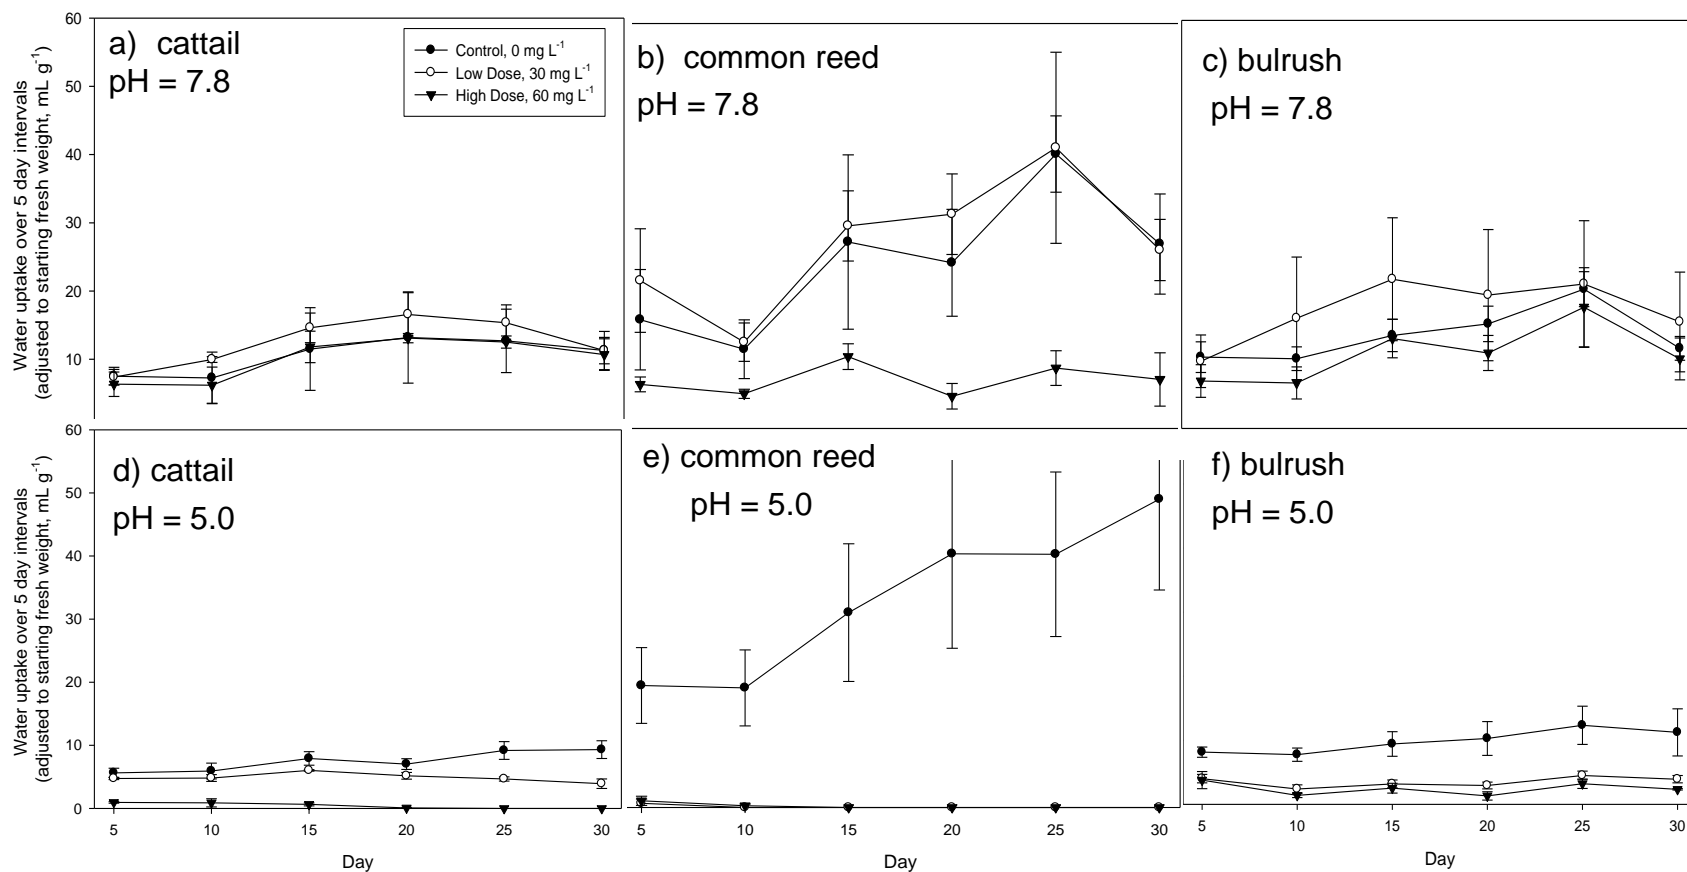 60
50
40
30
20
10
Water uptake over 5 day intervals
(adjusted to starting fresh weight, mL g⁻¹)
a) cattail
pH = 7.8
Control, 0 mg L⁻¹
Low Dose, 30 mg L⁻¹
High Dose, 60 mg L⁻¹
b) common reed
pH = 7.8
c) bulrush
pH = 7.8
60
50
40
30
20
10
0
Water uptake over 5 day intervals
(adjusted to starting fresh weight, mL g⁻¹)
d) cattail
pH = 5.0
e) common reed
pH = 5.0
f) bulrush
pH = 5.0
5 10 15 20 25 30
5 10 15 20 25 30
5 10 15 20 25 30
Day
Day
Day